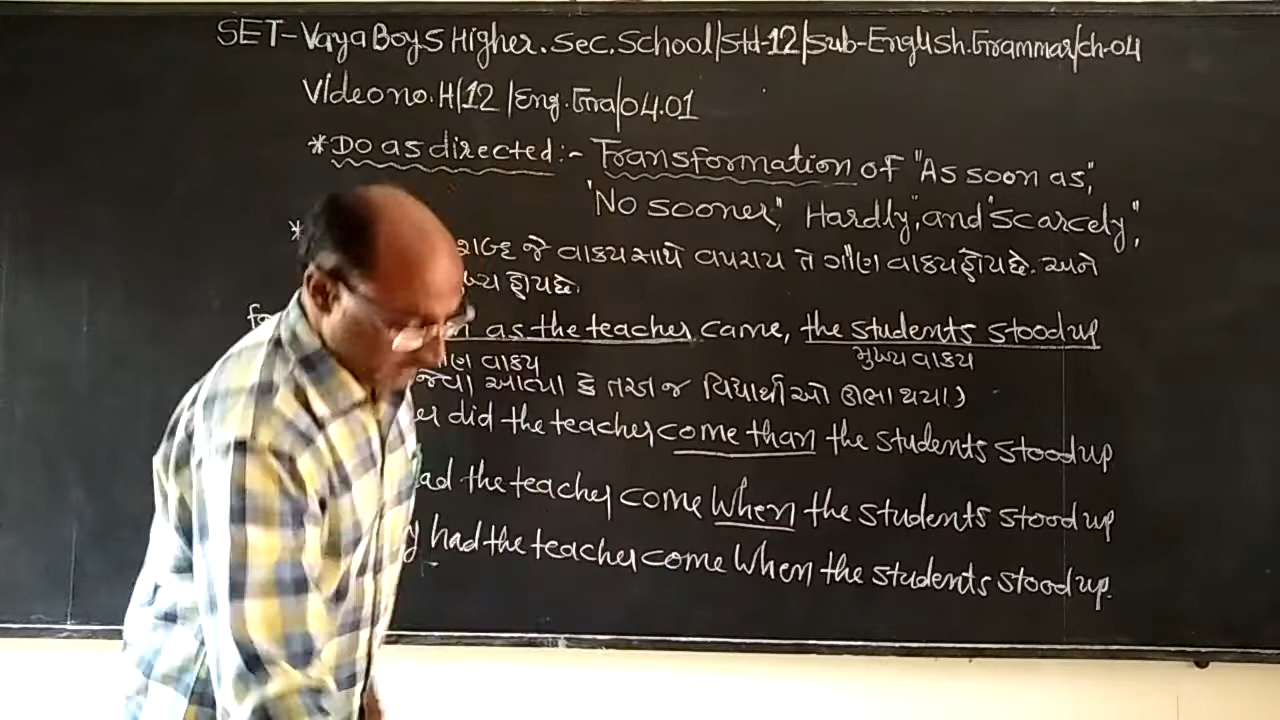 SET-Vaya Boys Higher.Sec.School/Std-12/Sub-English.Grammar/ch-04
Video no.H/12 /Eng.Gra/04.01
*Do as directed:- Transformation of "As soon as",
"No sooner", Hardly", and "Scarcely",
* શબ્દ જે વાક્ય સાથે વપરાય તે ગૌણ વાક્ય હોય છે. અને
હોય છે.
as the teacher came, the students stood up
વાક્ય મુખ્ય વાક્ય
જેવા આવ્યા કે તરત જ વિદ્યાર્થીઓ ઊભા થયા)
did the teacher come than the students stood up
the teacher come when the students stood up
had the teacher come when the students stood up.